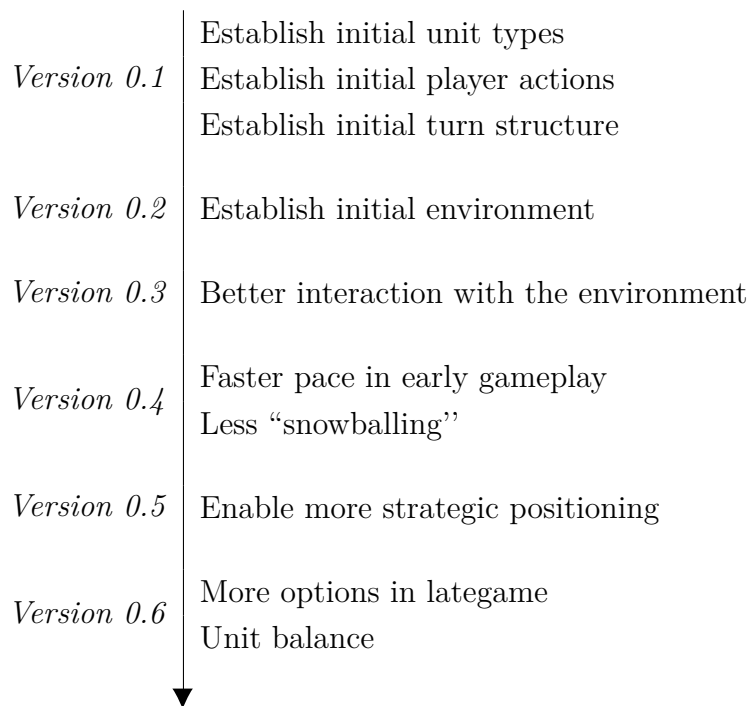 Version 0.1
Establish initial unit types
Establish initial player actions
Establish initial turn structure
Version 0.2
Establish initial environment
Version 0.3
Better interaction with the environment
Version 0.4
Faster pace in early gameplay
Less “snowballing’’
Version 0.5
Enable more strategic positioning
Version 0.6
More options in lategame
Unit balance